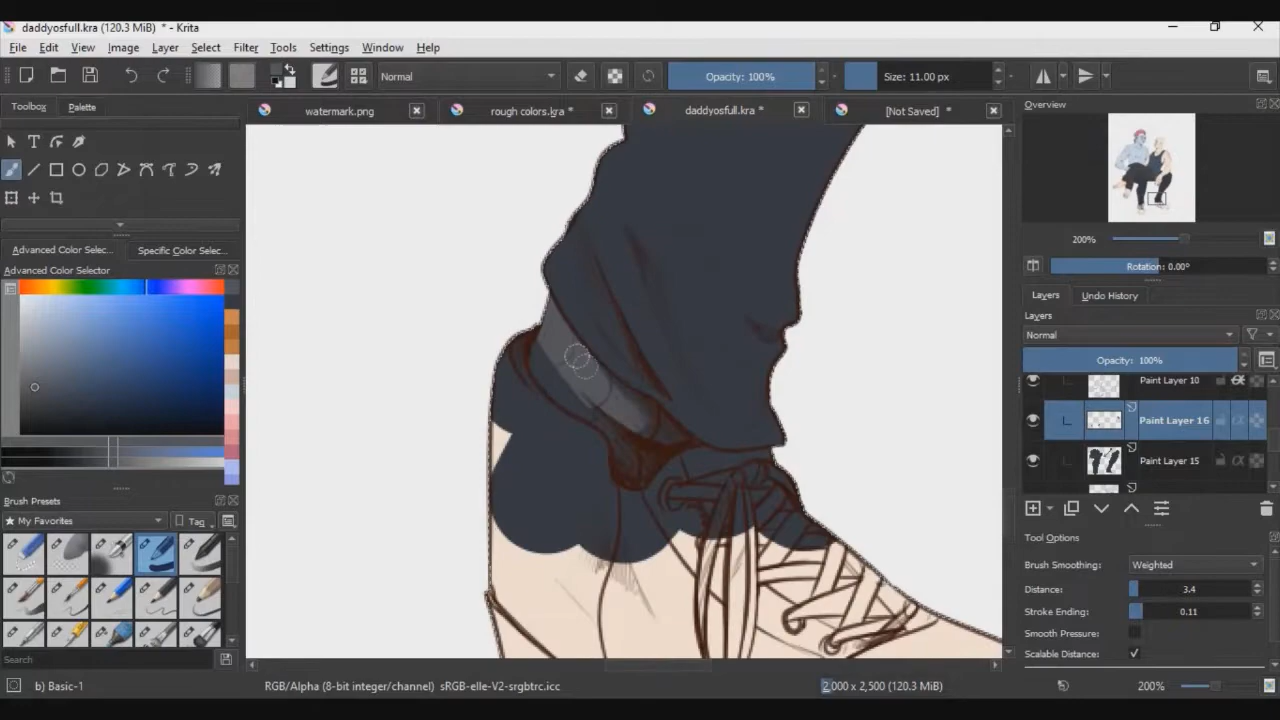 daddyosfull.kra (120.3 MiB) * - Krita
File Edit View Image Layer Select Filter Tools Settings Window Help
Normal Opacity: 100% Size: 11.00 px
Toolbox Palette
watermark.png rough colors.kra * daddyosfull.kra * [Not Saved] *
Overview
200%
Rotation: 0.00°
Advanced Color Selec... Specific Color Selec...
Advanced Color Selector
Layers Undo History
Layers
Normal
Opacity: 100%
Paint Layer 10
Paint Layer 16
Paint Layer 15
Brush Presets
★ My Favorites Tag
Tool Options
Brush Smoothing: Weighted
Distance: 3.4
Stroke Ending: 0.11
Smooth Pressure:
Scalable Distance:
Search
b) Basic-1 RGB/Alpha (8-bit integer/channel) sRGB-elle-V2-srgbtrc.icc 2,000 x 2,500 (120.3 MiB) 200%